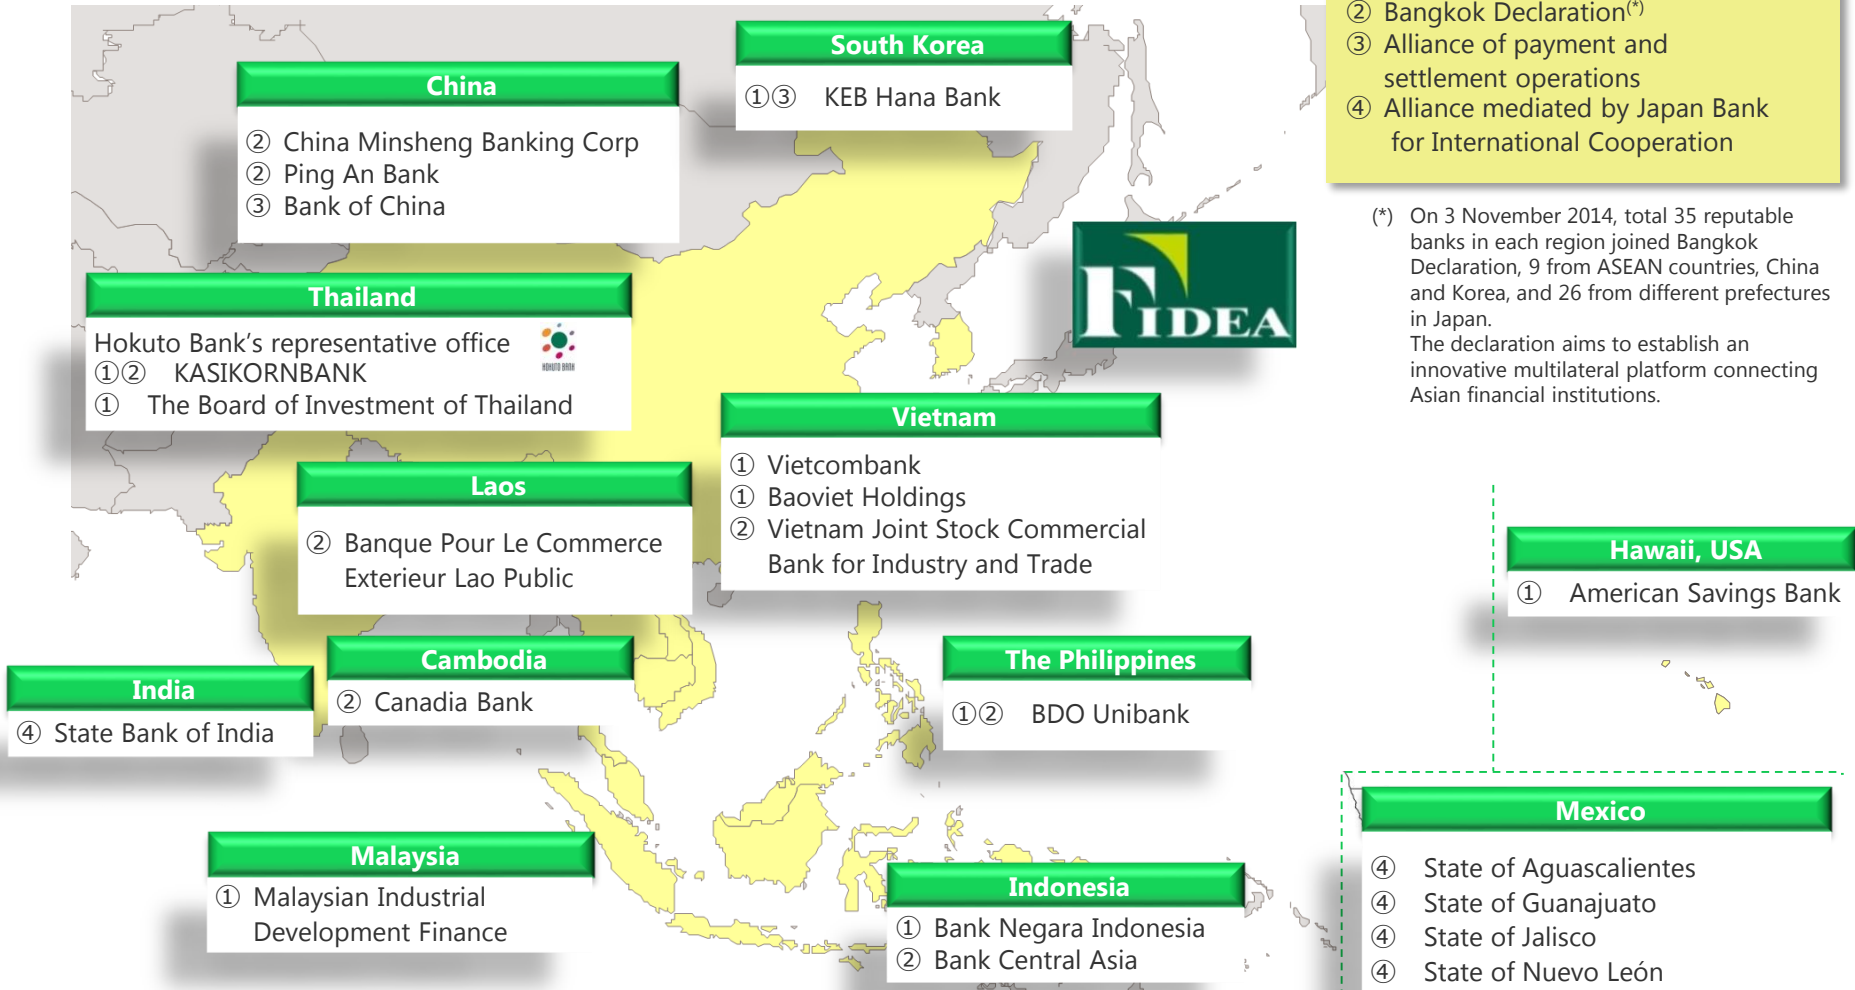 ② Bangkok Declaration(*)
③ Alliance of payment and
settlement operations
④ Alliance mediated by Japan Bank
for International Cooperation
(*) On 3 November 2014, total 35 reputable
banks in each region joined Bangkok
Declaration, 9 from ASEAN countries, China
and Korea, and 26 from different prefectures
in Japan.
The declaration aims to establish an
innovative multilateral platform connecting
Asian financial institutions.
South Korea
①③ KEB Hana Bank
China
② China Minsheng Banking Corp
② Ping An Bank
③ Bank of China
FIDEA
Thailand
Hokuto Bank's representative office
HOKUTO BANK
①② KASIKORNBANK
① The Board of Investment of Thailand
Vietnam
① Vietcombank
① Baoviet Holdings
② Vietnam Joint Stock Commercial
Bank for Industry and Trade
Laos
② Banque Pour Le Commerce
Exterieur Lao Public
Hawaii, USA
① American Savings Bank
Cambodia
② Canadia Bank
The Philippines
①② BDO Unibank
India
④ State Bank of India
Malaysia
① Malaysian Industrial
Development Finance
Indonesia
① Bank Negara Indonesia
② Bank Central Asia
Mexico
④ State of Aguascalientes
④ State of Guanajuato
④ State of Jalisco
④ State of Nuevo León